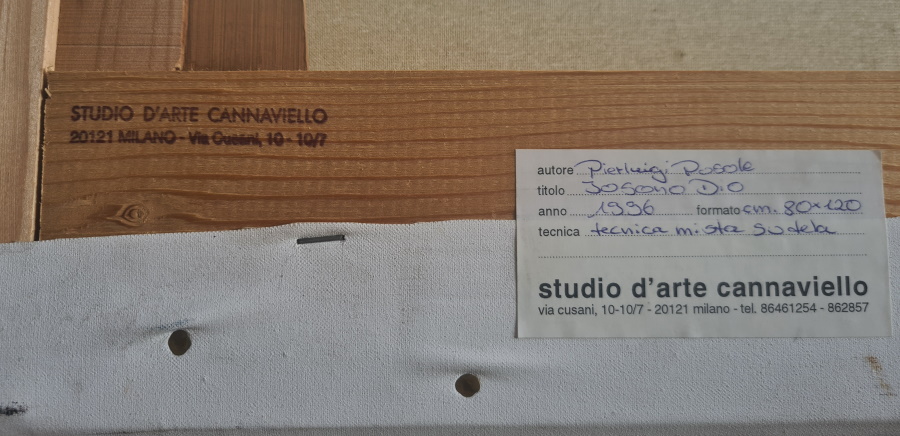 STUDIO D'ARTE CANNAVIELLO
20121 MILANO - Via Cusani, 10 - 10/7
autore Pierluigi Pusole
titolo IO SONO DIO
anno 1996 formato cm. 80x120
tecnica tecnica mista su tela
studio d'arte cannaviello
via cusani, 10-10/7 - 20121 milano - tel. 86461254 - 862857